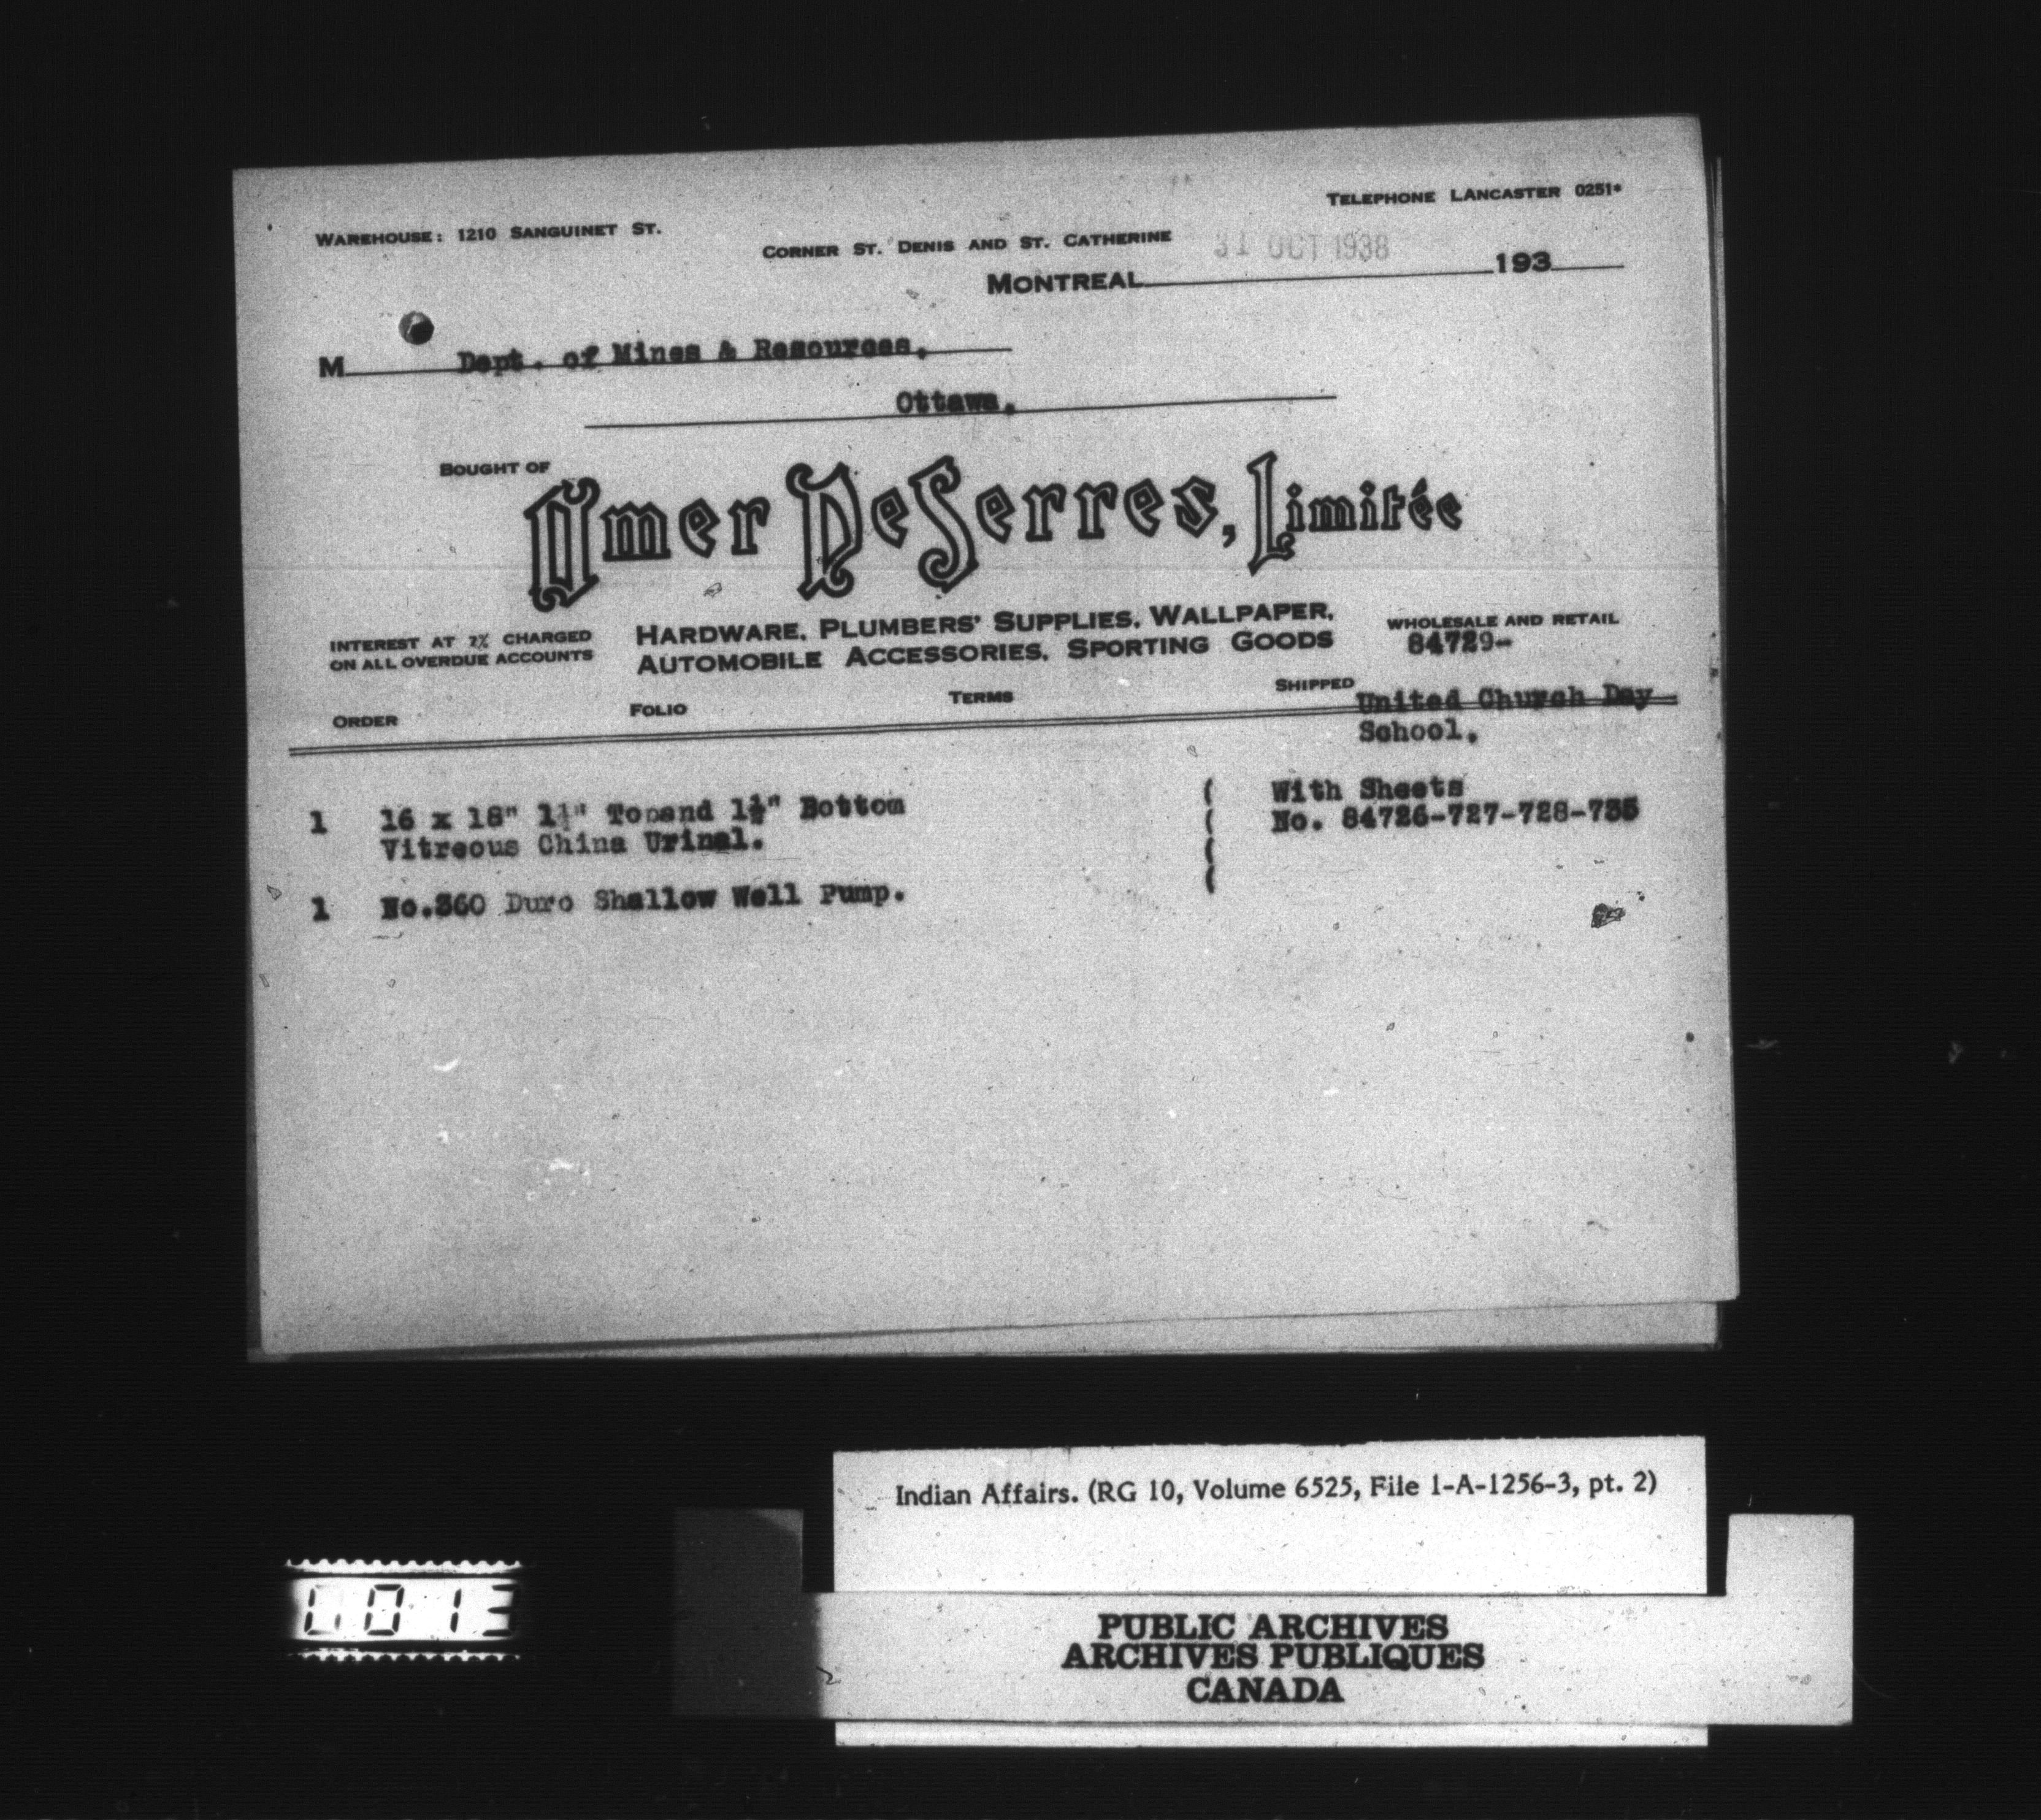 TELEPHONE LANCASTER 0251*
WAREHOUSE: 1210 SANGUINET ST.
CORNER ST. DENIS AND ST. CATHERINE
31 OCT 1938
MONTREAL 193
M Dept. of Mines & Resources,
Ottawa.
BOUGHT OF
Omer DeSerres, Limitée
INTEREST AT 7% CHARGED
ON ALL OVERDUE ACCOUNTS
HARDWARE, PLUMBERS' SUPPLIES, WALLPAPER,
AUTOMOBILE ACCESSORIES, SPORTING GOODS
WHOLESALE AND RETAIL
84729-
ORDER FOLIO TERMS SHIPPED United Church Day
School.
1 16 x 18" 1¼" Topand 1½" Bottom
Vitreous China Urinal.
1 No.360 Duro Shallow Well Pump.
( With Sheets
( No. 84726-727-728-735
(
(
Indian Affairs. (RG 10, Volume 6525, File 1-A-1256-3, pt. 2)
PUBLIC ARCHIVES
ARCHIVES PUBLIQUES
CANADA